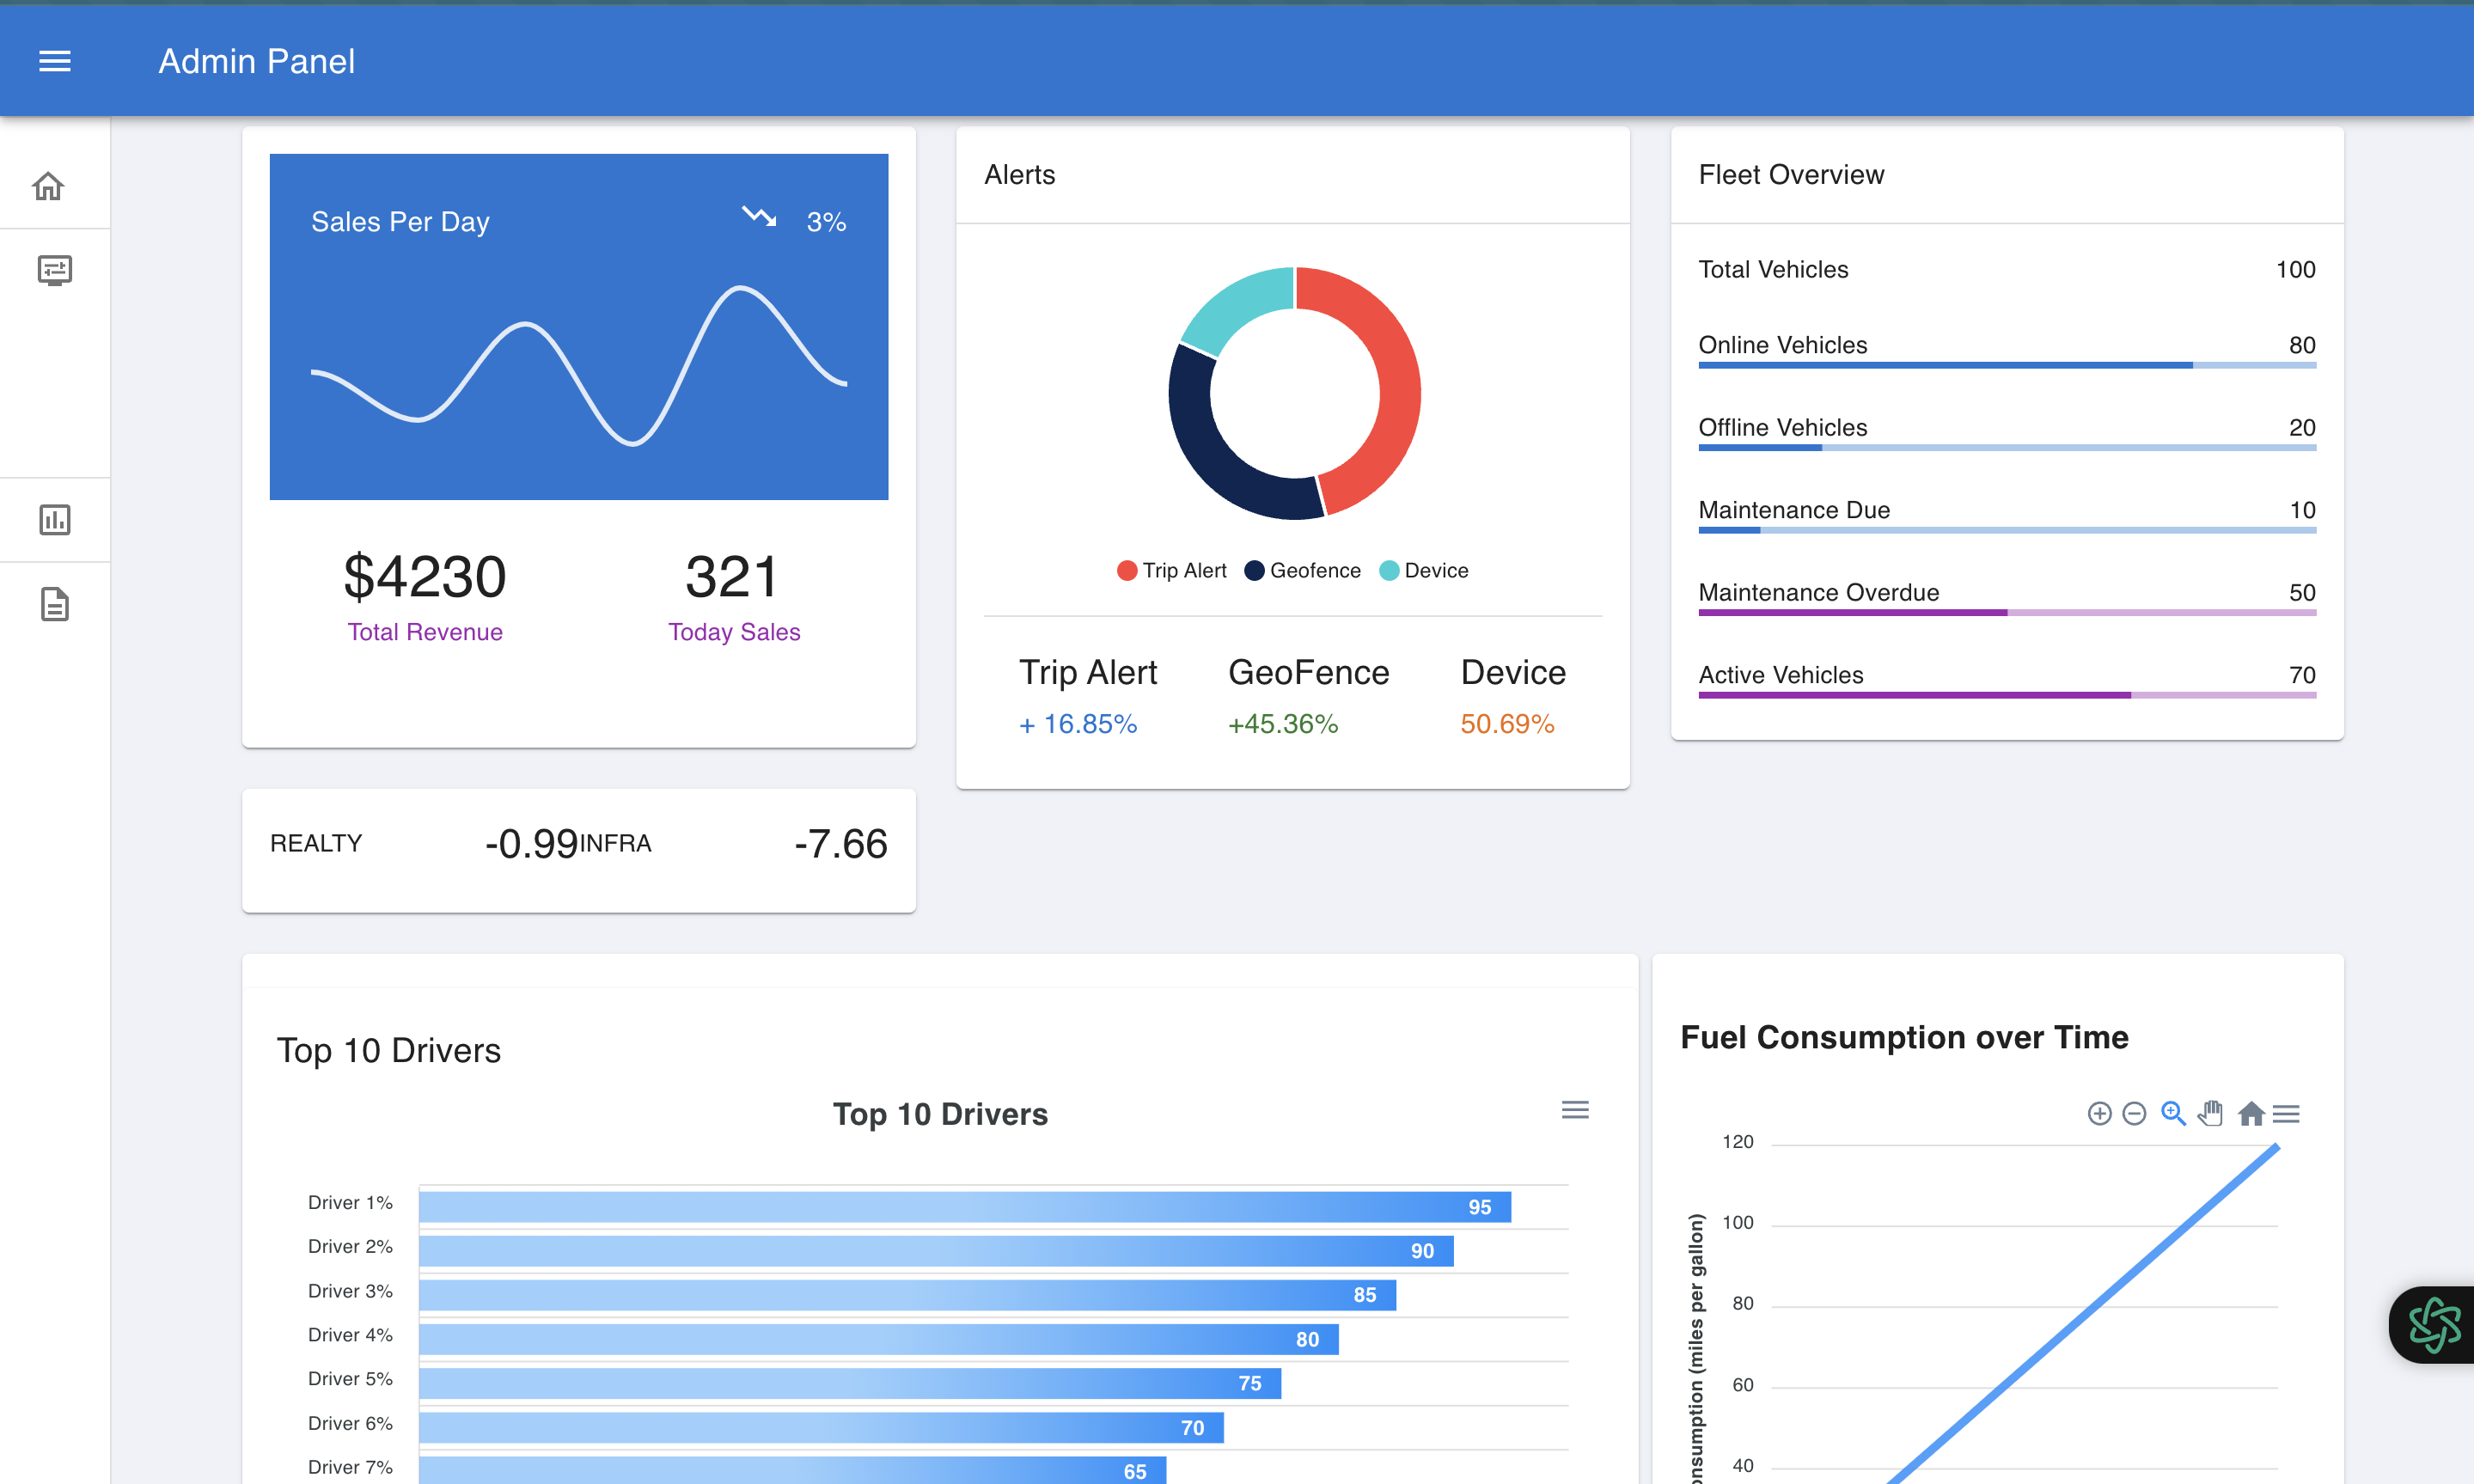 Admin Panel
Sales Per Day 3%
$4230 321
Total Revenue Today Sales
Alerts
Trip Alert Geofence Device
Trip Alert GeoFence Device
+ 16.85% +45.36% 50.69%
Fleet Overview
Total Vehicles 100
Online Vehicles 80
Offline Vehicles 20
Maintenance Due 10
Maintenance Overdue 50
Active Vehicles 70
REALTY -0.99INFRA -7.66
Top 10 Drivers
Top 10 Drivers
Driver 1% 95
Driver 2% 90
Driver 3% 85
Driver 4% 80
Driver 5% 75
Driver 6% 70
Driver 7% 65
Fuel Consumption over Time
120
100
80
60
40
(miles per gallon)